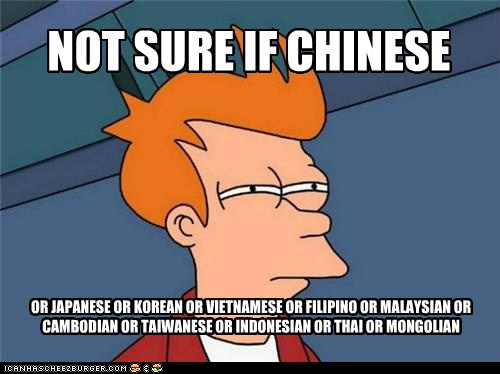 NOT SURE IF CHINESE
OR JAPANESE OR KOREAN OR VIETNAMESE OR FILIPINO OR MALAYSIAN OR
CAMBODIAN OR TAIWANESE OR INDONESIAN OR THAI OR MONGOLIAN
ICANHASCHEEZBURGER.COM